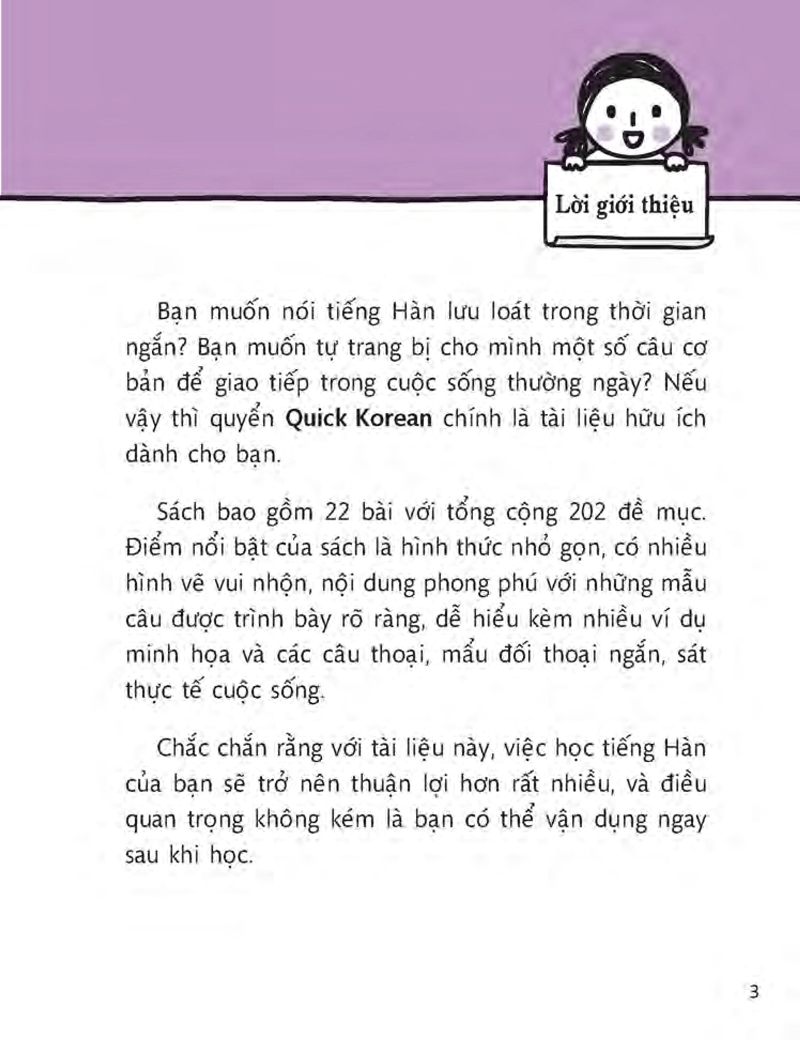 Lời giới thiệu
Bạn muốn nói tiếng Hàn lưu loát trong thời gian
ngắn? Bạn muốn tự trang bị cho mình một số câu cơ
bản để giao tiếp trong cuộc sống thường ngày? Nếu
vậy thì quyển Quick Korean chính là tài liệu hữu ích
dành cho bạn.
Sách bao gồm 22 bài với tổng cộng 202 đề mục.
Điểm nổi bật của sách là hình thức nhỏ gọn, có nhiều
hình vẽ vui nhộn, nội dung phong phú với những mẫu
câu được trình bày rõ ràng, dễ hiểu kèm nhiều ví dụ
minh họa và các câu thoại, mẩu đối thoại ngắn, sát
thực tế cuộc sống.
Chắc chắn rằng với tài liệu này, việc học tiếng Hàn
của bạn sẽ trở nên thuận lợi hơn rất nhiều, và điều
quan trọng không kém là bạn có thể vận dụng ngay
sau khi học.
3